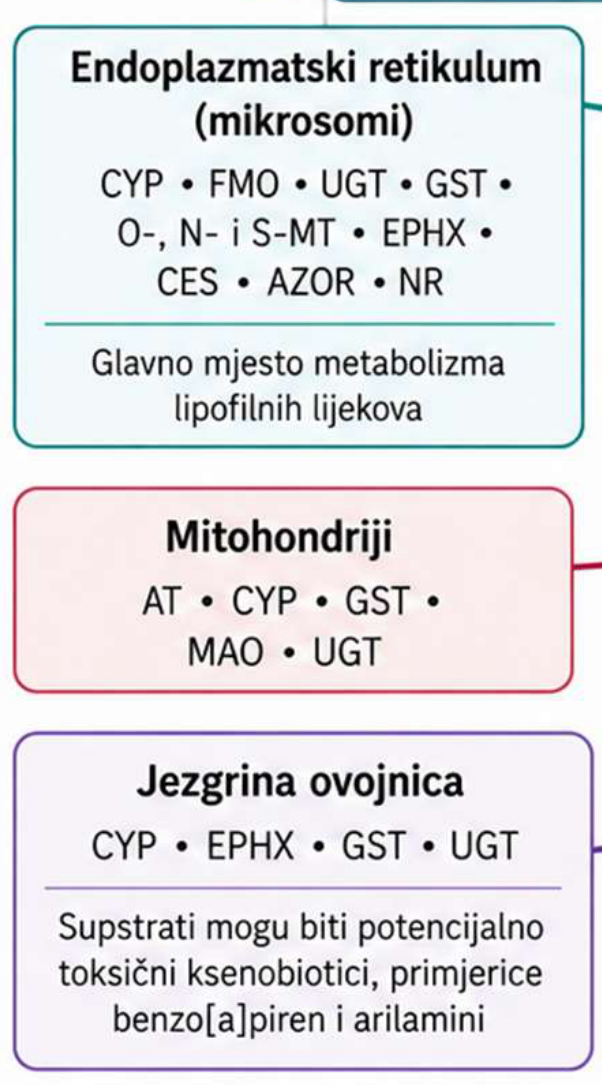 Endoplazmatski retikulum
(mikrosomi)
CYP • FMO • UGT • GST •
O-, N- i S-MT • EPHX •
CES • AZOR • NR
Glavno mjesto metabolizma
lipofilnih lijekova
Mitohondriji
AT • CYP • GST •
MAO • UGT
Jezgrina ovojnica
CYP • EPHX • GST • UGT
Supstrati mogu biti potencijalno
toksični ksenobiotici, primjerice
benzo[a]piren i arilamini